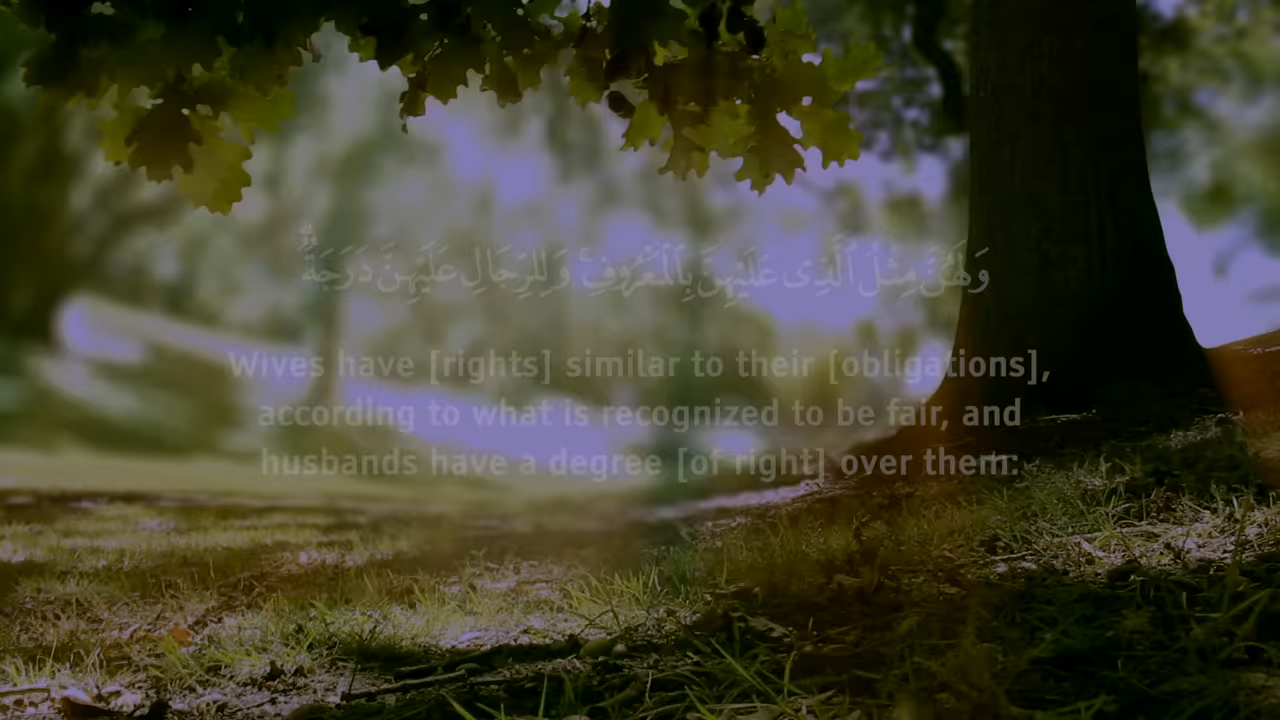 وَلَهُنَّ مِثْلُ ٱلَّذِى عَلَيْهِنَّ بِٱلْمَعْرُوفِ ۚ وَلِلرِّجَالِ عَلَيْهِنَّ دَرَجَةٌ ۗ
Wives have [rights] similar to their [obligations],
according to what is recognized to be fair, and
husbands have a degree [of right] over them: